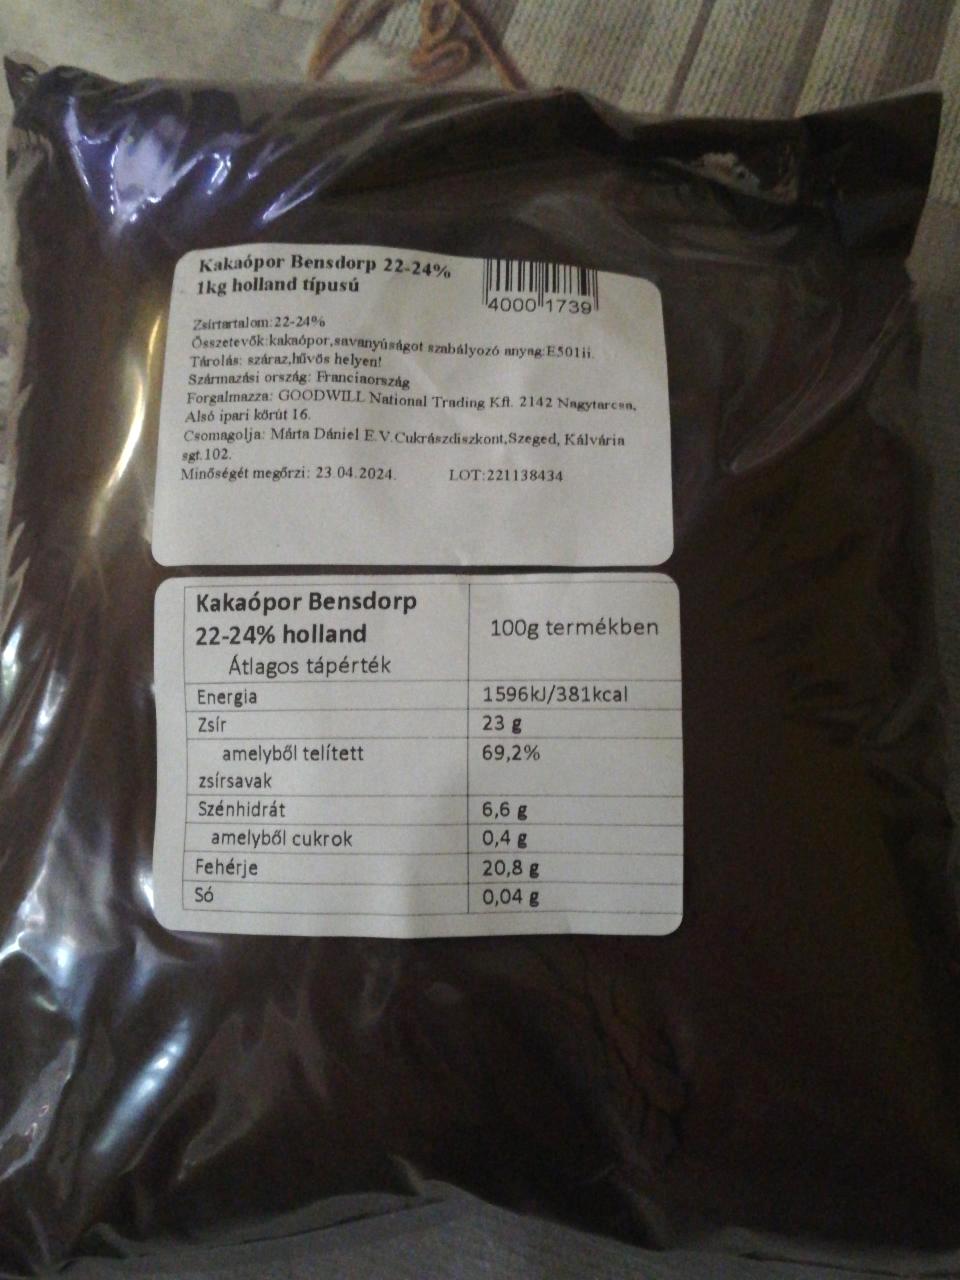 Kakaópor Bensdorp 22-24%
1kg holland típusú
40001739
Zsírtartalom:22-24%
Összetevők:kakaópor,savanyúságot szabályozó anyag:E501ii.
Tárolás: száraz,hűvös helyen!
Származási ország: Franciaország
Forgalmazza: GOODWILL National Trading Kft. 2142 Nagytarcsa,
Alsó ipari körút 16.
Csomagolja: Márta Dániel E.V.Cukrászdiszkont,Szeged, Kálvária
sgt.102.
Minőségét megőrzi: 23.04.2024. LOT:221138434
Kakaópor Bensdorp
22-24% holland
Átlagos tápérték
100g termékben
Energia 1596kJ/381kcal
Zsír 23 g
amelyből telített 69,2%
zsírsavak
Szénhidrát 6,6 g
amelyből cukrok 0,4 g
Fehérje 20,8 g
Só 0,04 g